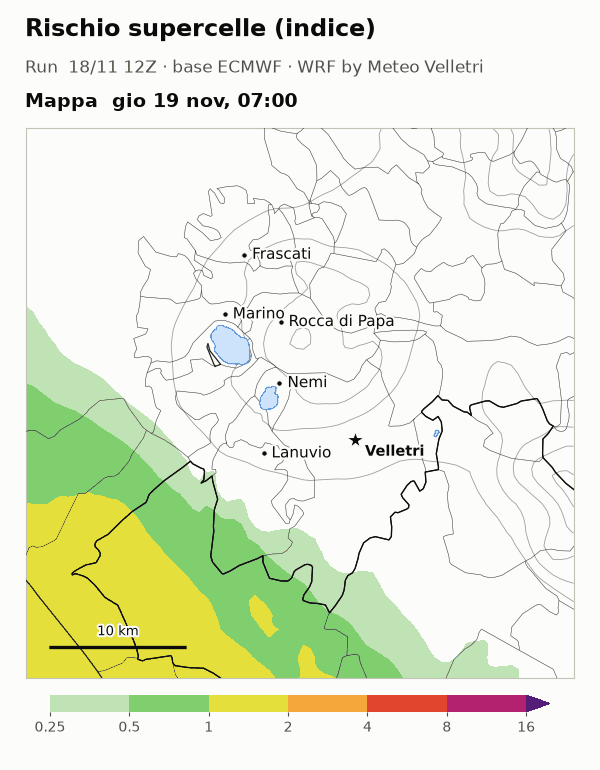 Rischio supercelle (indice)
Run  18/11 12Z · base ECMWF · WRF by Meteo Velletri
Mappa  gio 19 nov, 07:00
Frascati
Marino
Rocca di Papa
Nemi
Velletri
Lanuvio
10 km
0.25 0.5 1 2 4 8 16